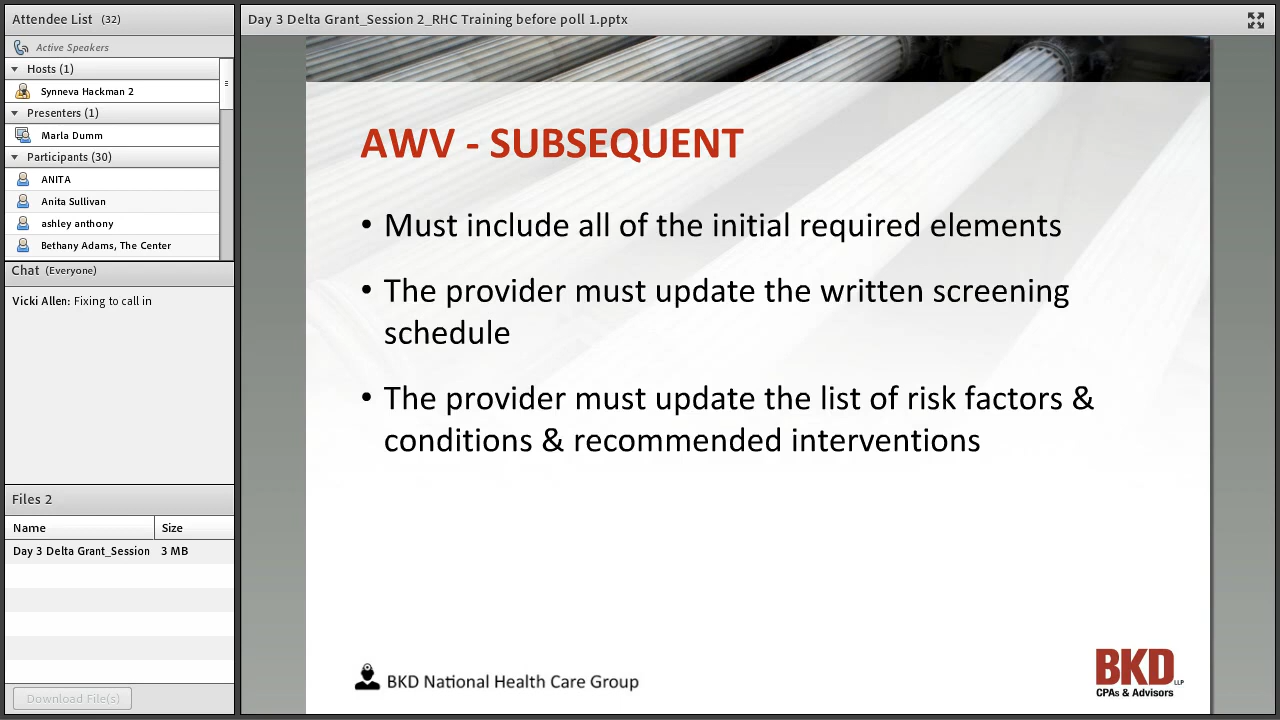 Attendee List (32)
Active Speakers
Hosts (1)
Synneva Hackman 2
Presenters (1)
Marla Dumm
Participants (30)
ANITA
Anita Sullivan
ashley anthony
Bethany Adams, The Center
Chat (Everyone)
Vicki Allen: Fixing to call in
Files 2
Name Size
Day 3 Delta Grant_Session 3 MB
Download File(s)
Day 3 Delta Grant_Session 2_RHC Training before poll 1.pptx
AWV - SUBSEQUENT
• Must include all of the initial required elements
• The provider must update the written screening
schedule
• The provider must update the list of risk factors &
conditions & recommended interventions
BKD National Health Care Group
BKD LLP
CPAs & Advisors